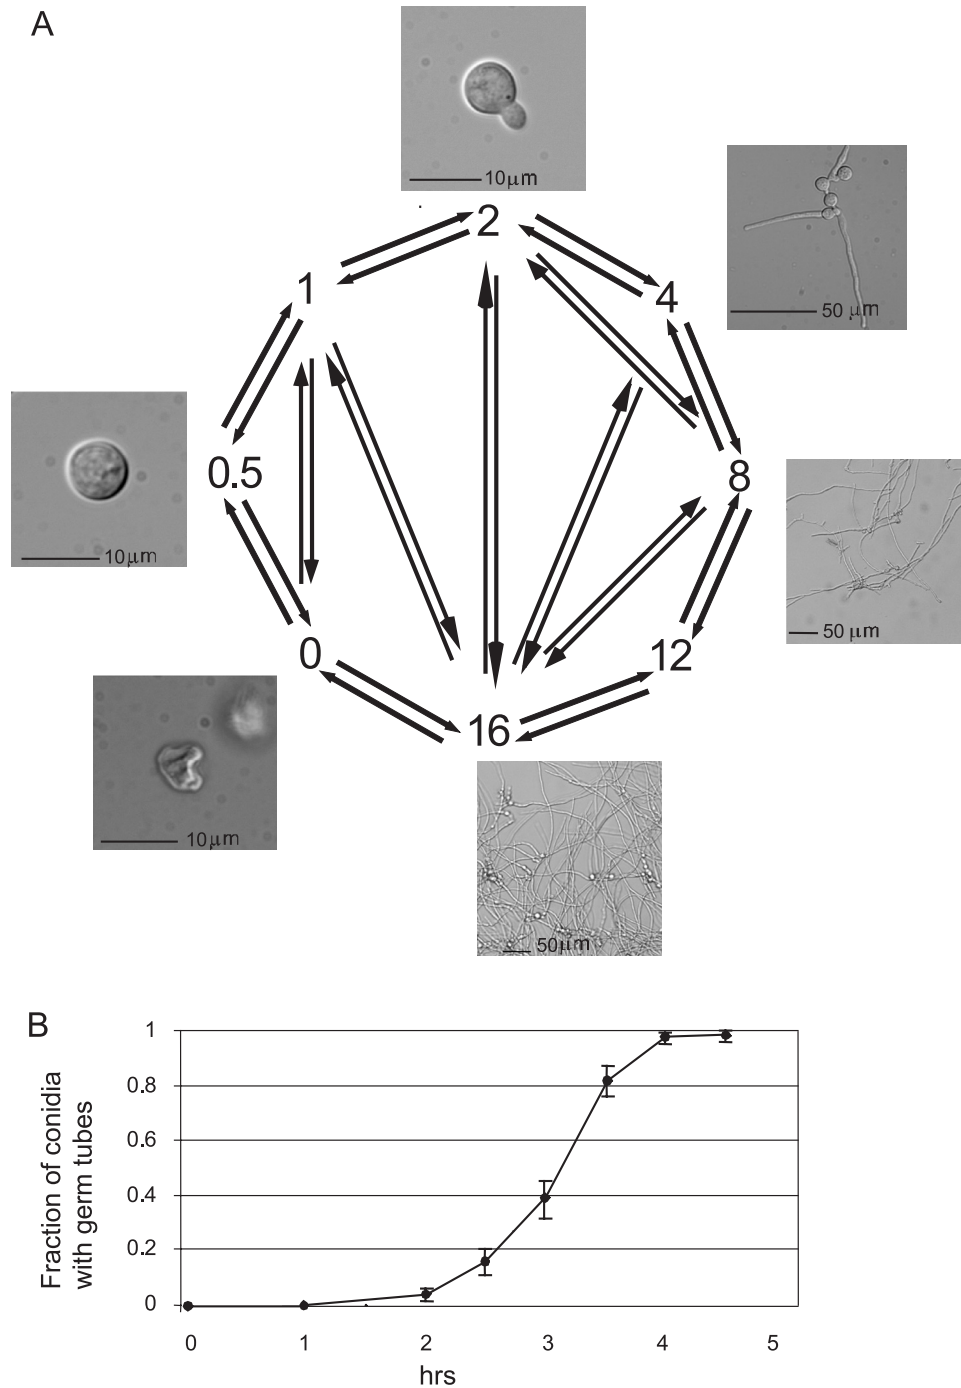 A
10μm
2
50 μm
1
4
0.5
8
10μm
50 μm
0
12
16
10μm
50μm
B
1
0.8
0.6
0.4
0.2
0
Fraction of conidia
with germ tubes
0 1 2 3 4 5
hrs